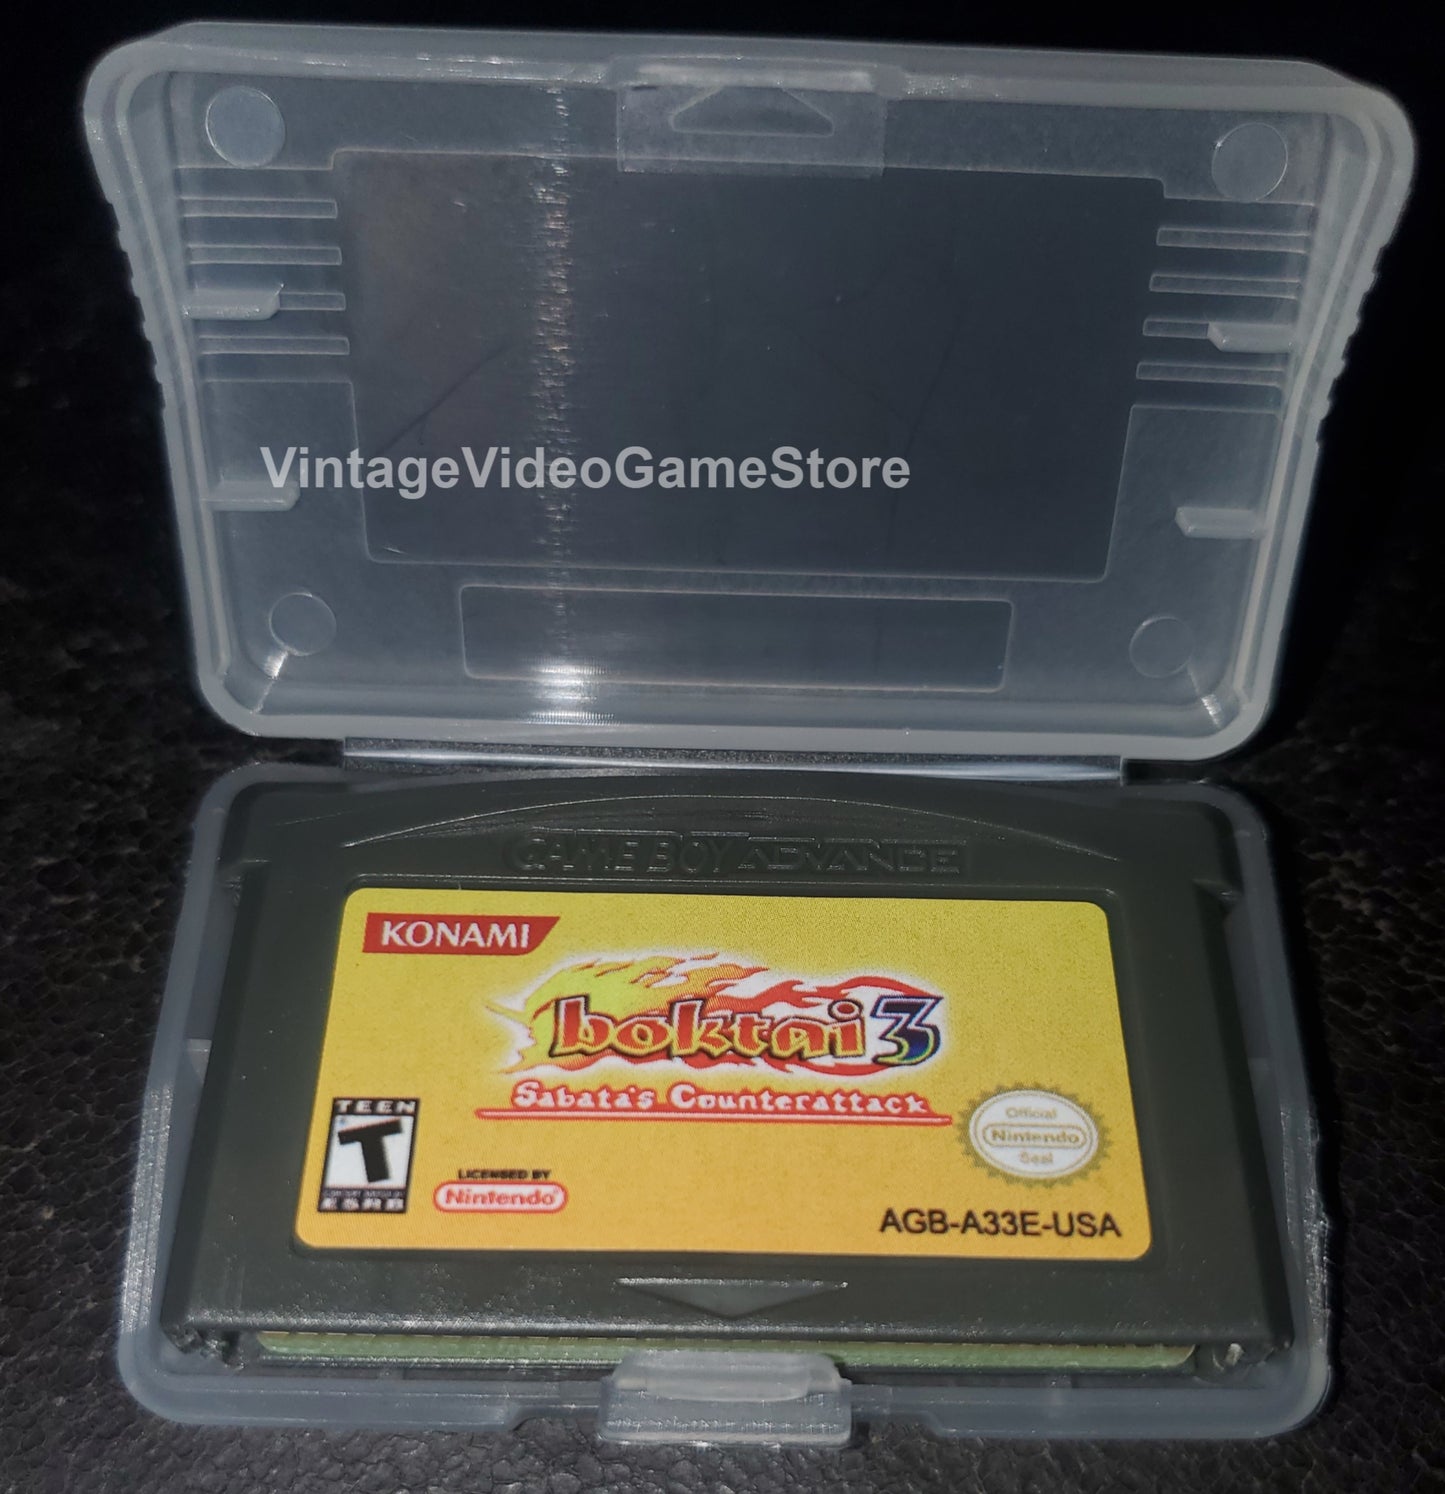 VintageVideoGameStore
GAME BOY ADVANCE
KONAMI
boktai 3
Sabata's Counterattack
TEEN
T
ESRB
LICENSED BY
Nintendo®
Official
Nintendo
Seal
AGB-A33E-USA